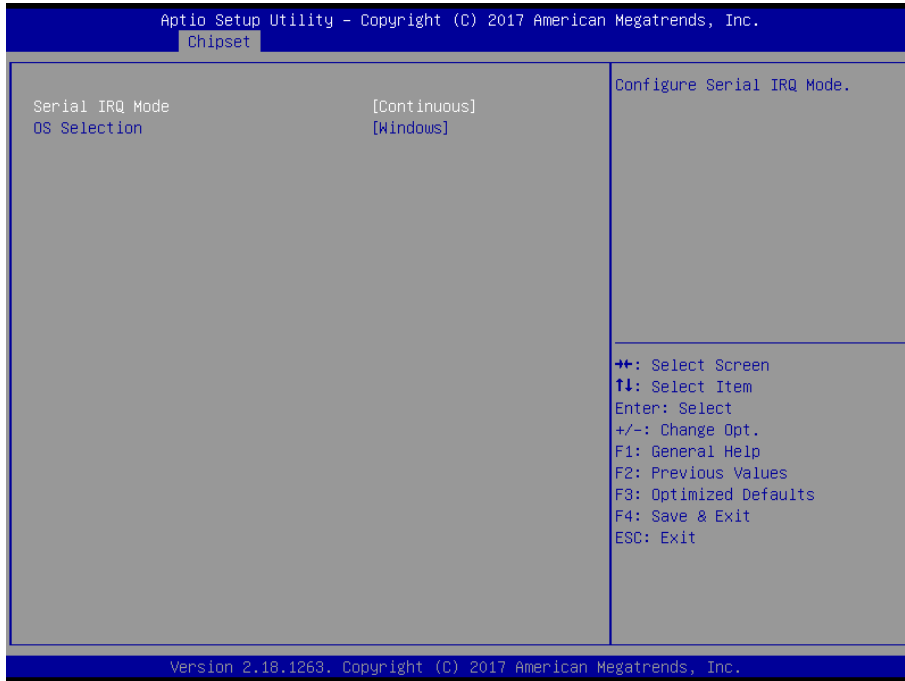 Aptio Setup Utility – Copyright (C) 2017 American Megatrends, Inc.
Chipset
Serial IRQ Mode [Continuous]
OS Selection [Windows]
Configure Serial IRQ Mode.
→←: Select Screen
↑↓: Select Item
Enter: Select
+/-: Change Opt.
F1: General Help
F2: Previous Values
F3: Optimized Defaults
F4: Save & Exit
ESC: Exit
Version 2.18.1263. Copyright (C) 2017 American Megatrends, Inc.